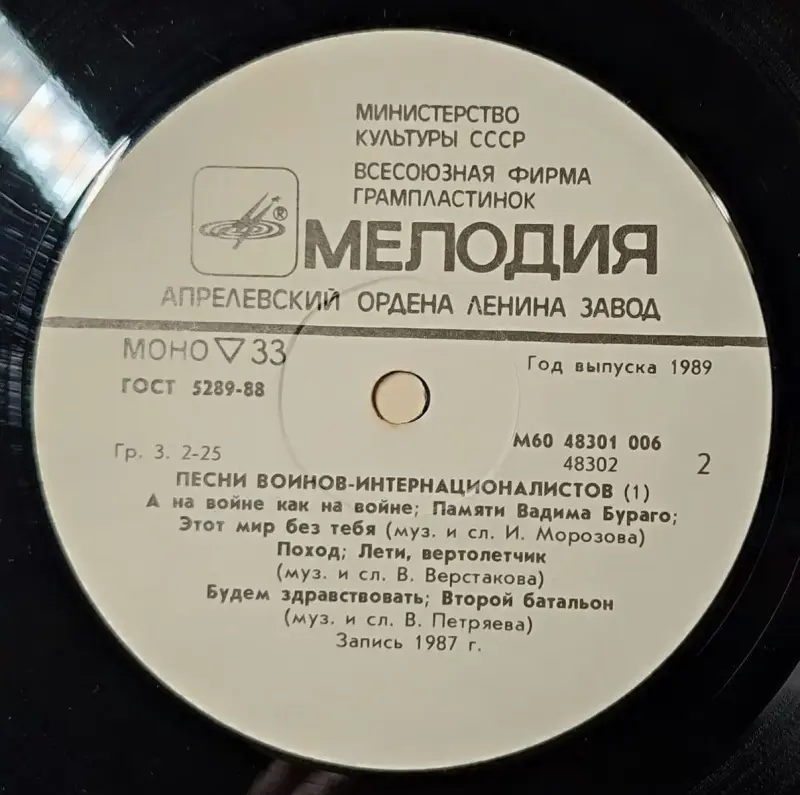 МИНИСТЕРСТВО
КУЛЬТУРЫ СССР
ВСЕСОЮЗНАЯ ФИРМА
ГРАМПЛАСТИНОК
®
МЕЛОДИЯ
АПРЕЛЕВСКИЙ ОРДЕНА ЛЕНИНА ЗАВОД
МОНО ▽ 33
ГОСТ 5289-88
Год выпуска 1989
Гр. 3. 2-25
М60 48301 006
48302
2
ПЕСНИ ВОИНОВ-ИНТЕРНАЦИОНАЛИСТОВ (1)
А на войне как на войне; Памяти Вадима Бураго;
Этот мир без тебя (муз. и сл. И. Морозова)
Поход; Лети, вертолетчик
(муз. и сл. В. Верстакова)
Будем здравствовать; Второй батальон
(муз. и сл. В. Петряева)
Запись 1987 г.